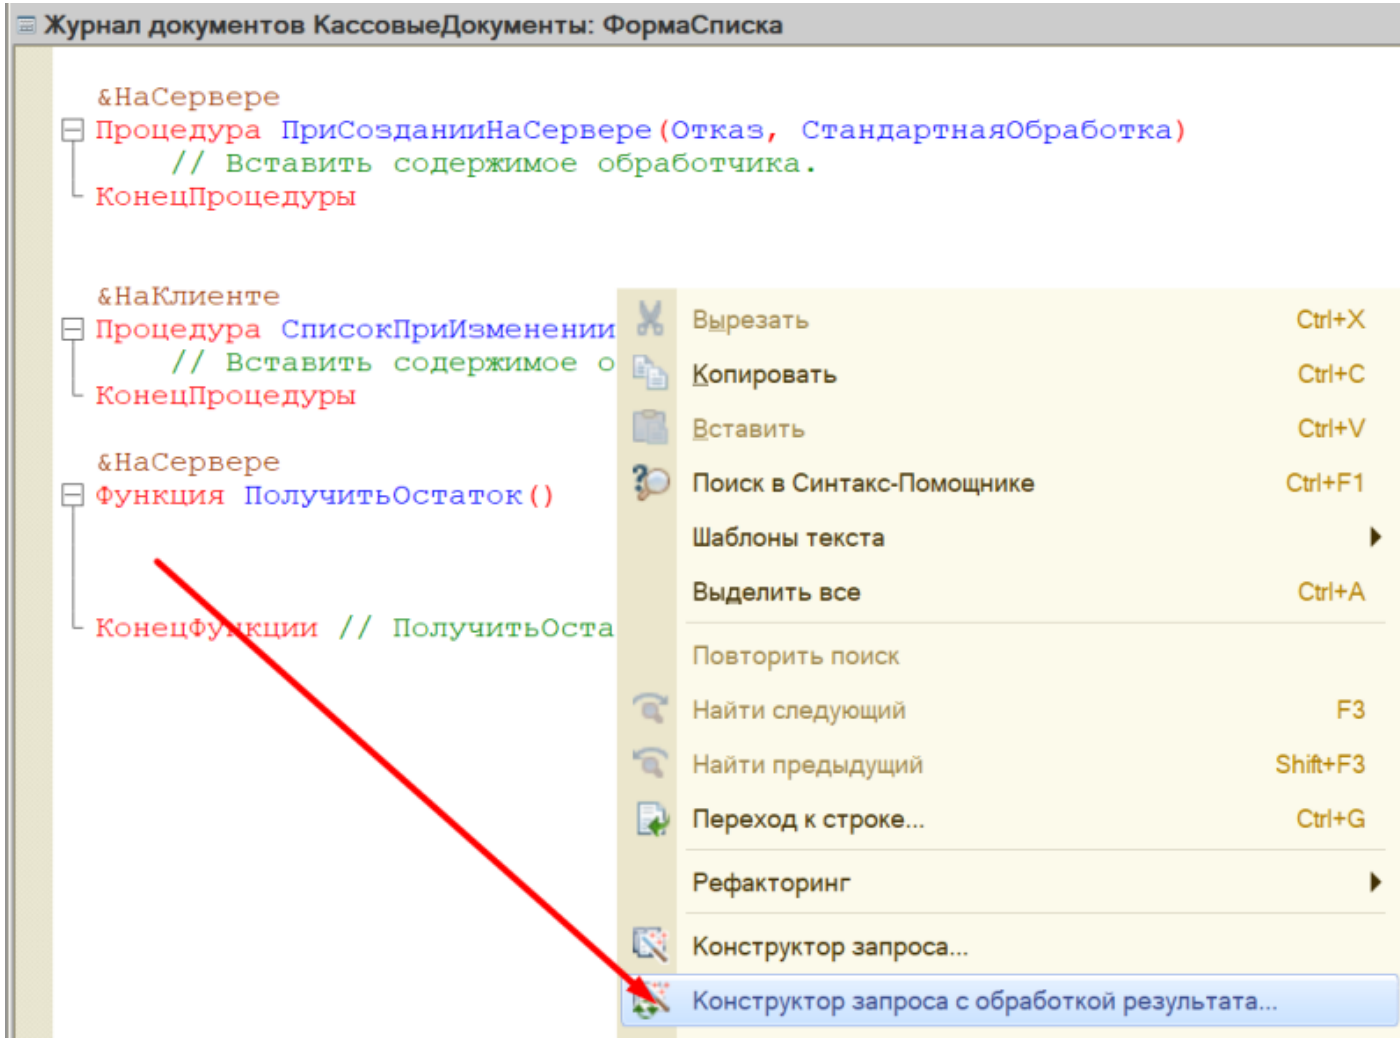 Журнал документов КассовыеДокументы: ФормаСписка
&НаСервере
Процедура ПриСозданииНаСервере(Отказ, СтандартнаяОбработка)
// Вставить содержимое обработчика.
КонецПроцедуры
&НаКлиенте
Процедура СписокПриИзменении
// Вставить содержимое о
КонецПроцедуры
&НаСервере
Функция ПолучитьОстаток()
КонецФункции // ПолучитьОста
Вырезать Ctrl+X
Копировать Ctrl+C
Вставить Ctrl+V
Поиск в Синтакс-Помощнике Ctrl+F1
Шаблоны текста
Выделить все Ctrl+A
Повторить поиск
Найти следующий F3
Найти предыдущий Shift+F3
Переход к строке... Ctrl+G
Рефакторинг
Конструктор запроса...
Конструктор запроса с обработкой результата...